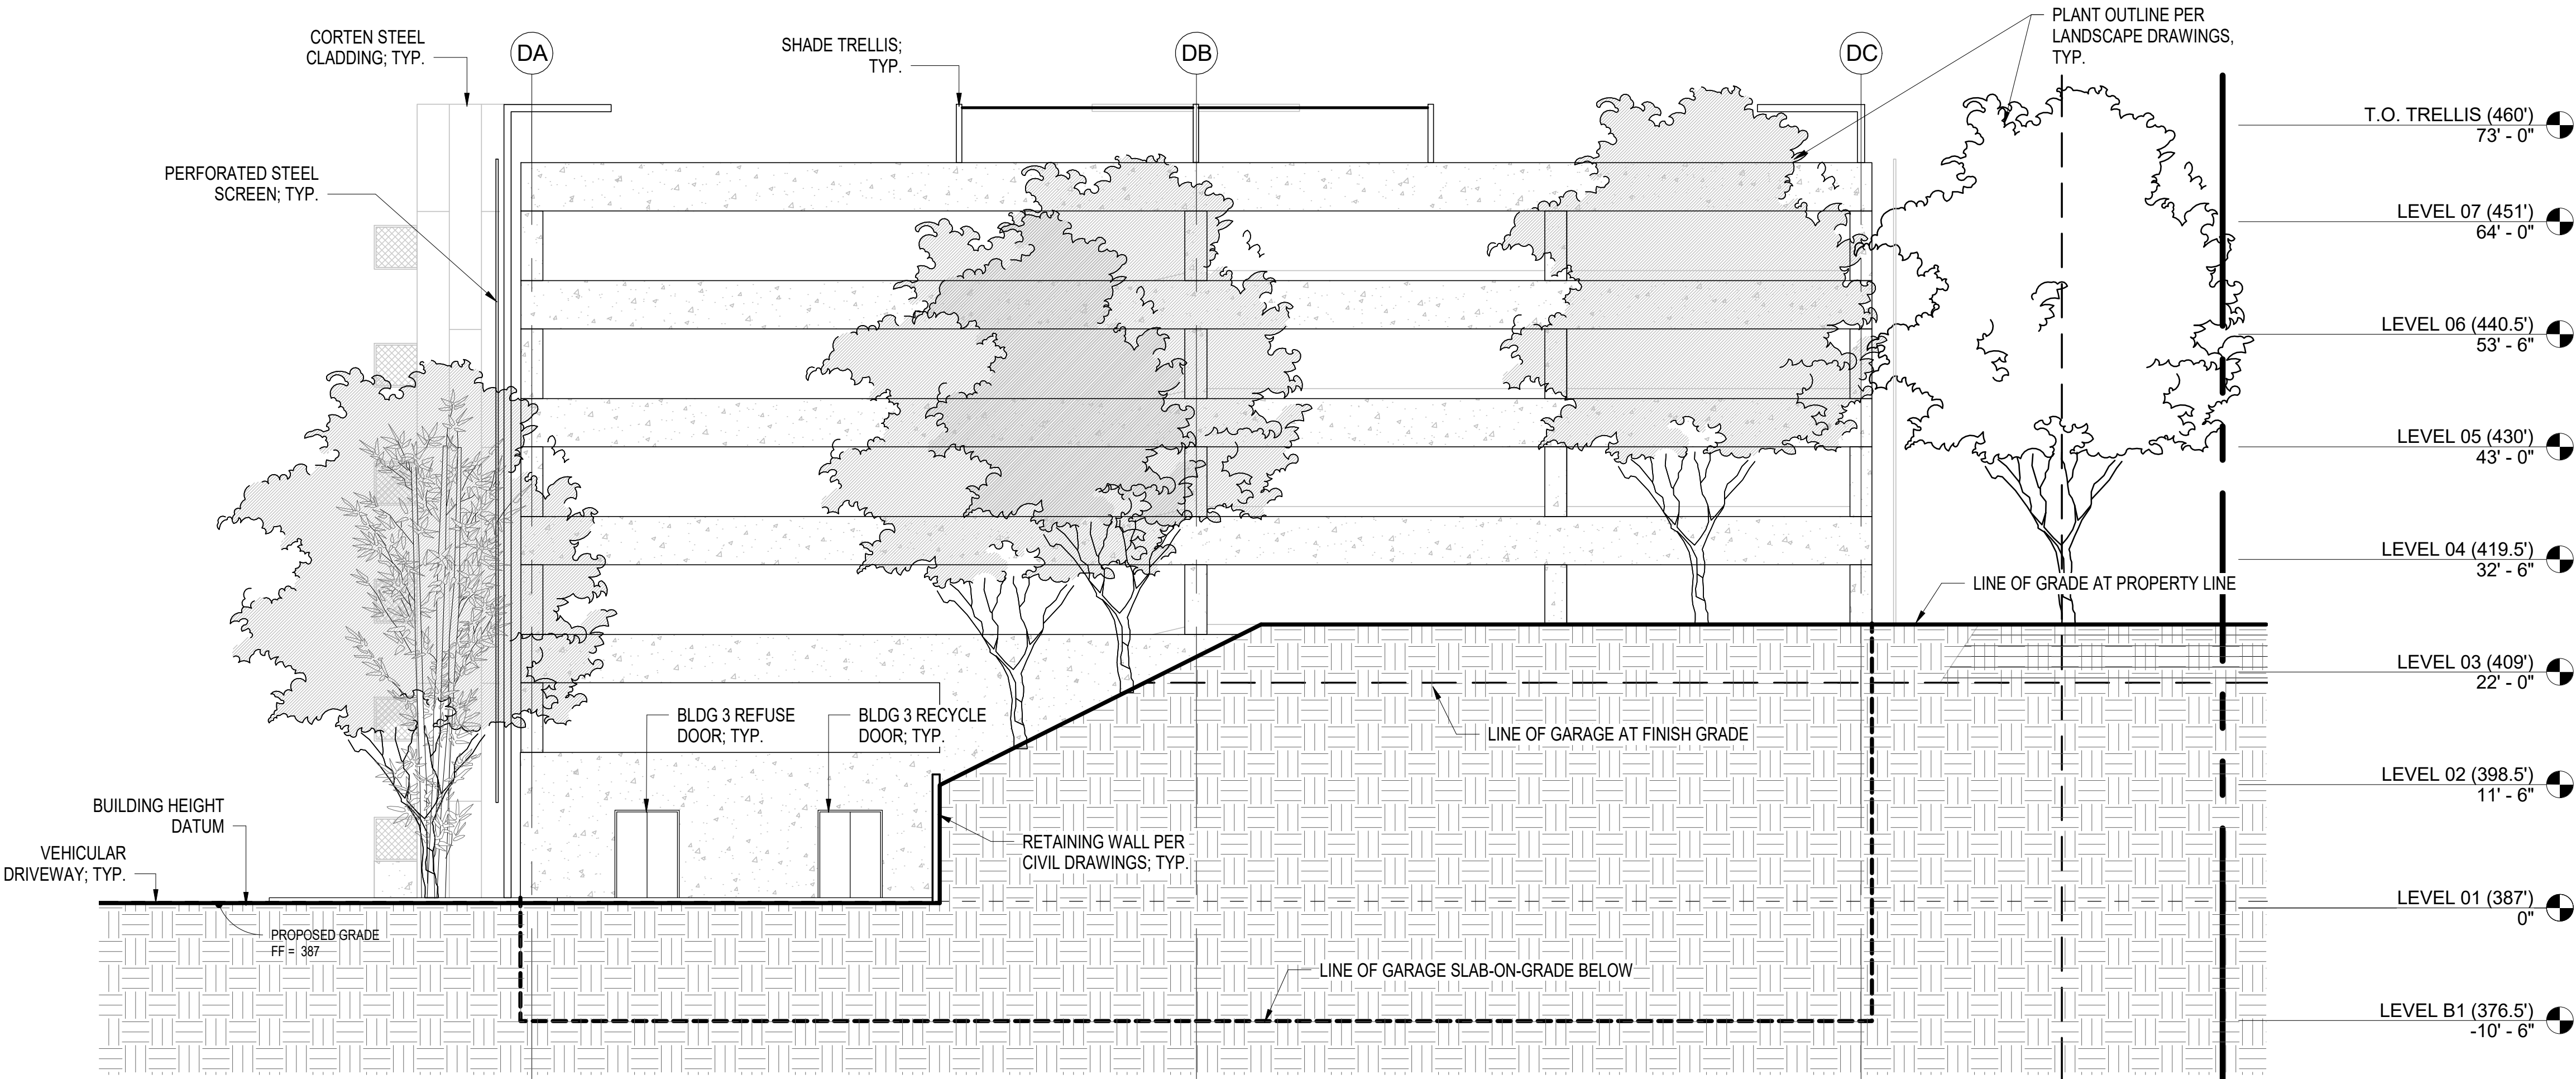 PLANT OUTLINE PER
LANDSCAPE DRAWINGS,
TYP.
CORTEN STEEL
CLADDING; TYP.
DA
SHADE TRELLIS;
TYP.
DB
DC
T.O. TRELLIS (460')
73' - 0"
PERFORATED STEEL
SCREEN; TYP.
LEVEL 07 (451')
64' - 0"
LEVEL 06 (440.5')
53' - 6"
LEVEL 05 (430')
43' - 0"
LEVEL 04 (419.5')
32' - 6"
LINE OF GRADE AT PROPERTY LINE
LEVEL 03 (409')
22' - 0"
BLDG 3 REFUSE
DOOR; TYP.
BLDG 3 RECYCLE
DOOR; TYP.
LINE OF GARAGE AT FINISH GRADE
LEVEL 02 (398.5')
11' - 6"
BUILDING HEIGHT
DATUM
VEHICULAR
DRIVEWAY; TYP.
RETAINING WALL PER
CIVIL DRAWINGS; TYP.
LEVEL 01 (387')
0"
PROPOSED GRADE
FF = 387
LINE OF GARAGE SLAB-ON-GRADE BELOW
LEVEL B1 (376.5')
-10' - 6"